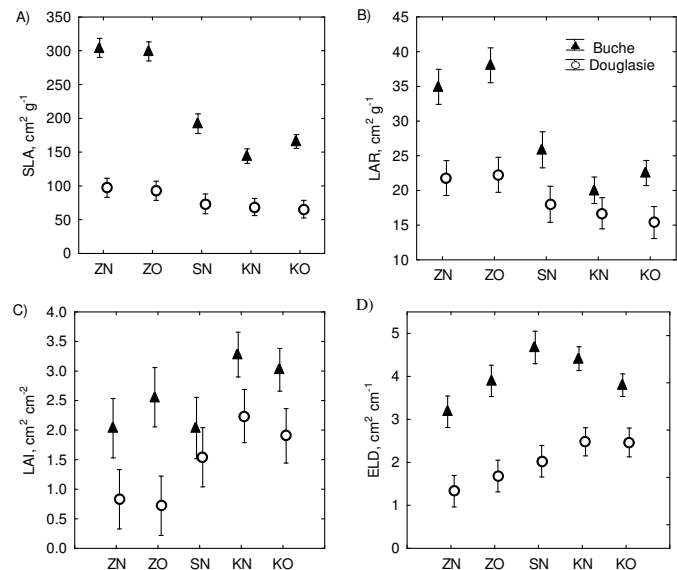 A)
350
300
250
200
150
100
50
0
SLA, cm² g⁻¹
ZN ZO SN KN KO
B)
45
40
35
30
25
20
15
10
LAR, cm² g⁻¹
Buche
Douglasie
ZN ZO SN KN KO
C)
4.0
3.5
3.0
2.5
2.0
1.5
1.0
0.5
0.0
LAI, cm² cm⁻²
ZN ZO SN KN KO
D)
5
4
3
2
1
0
ELD, cm² cm⁻¹
ZN ZO SN KN KO